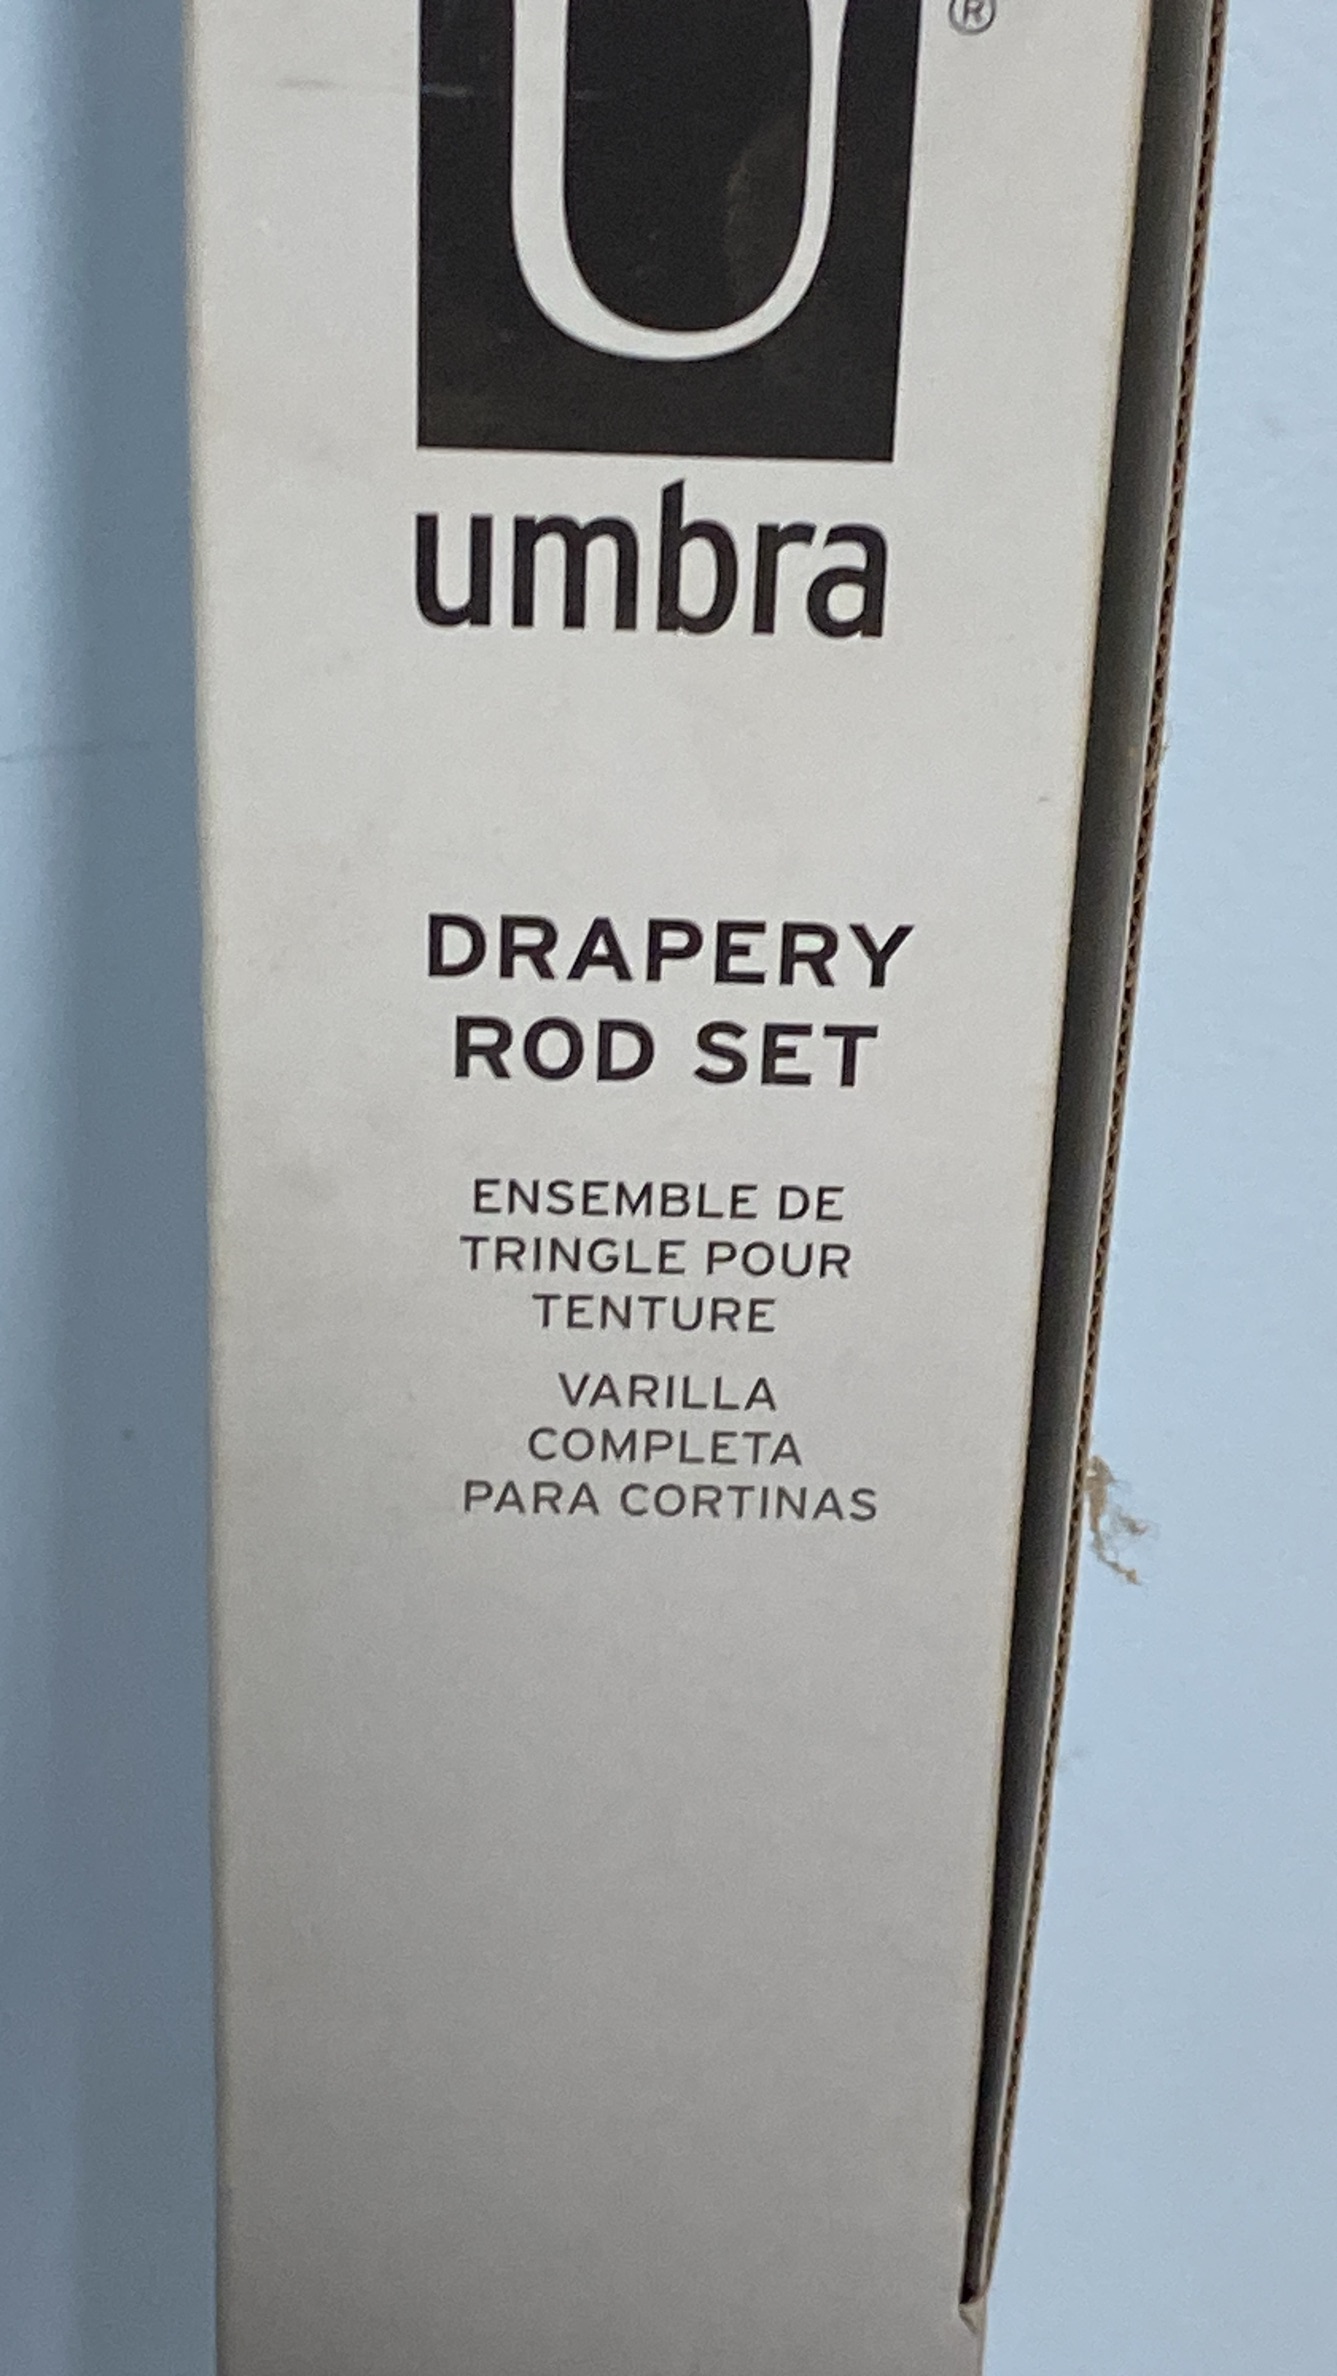 ®
umbra
DRAPERY
ROD SET
ENSEMBLE DE
TRINGLE POUR
TENTURE
VARILLA
COMPLETA
PARA CORTINAS